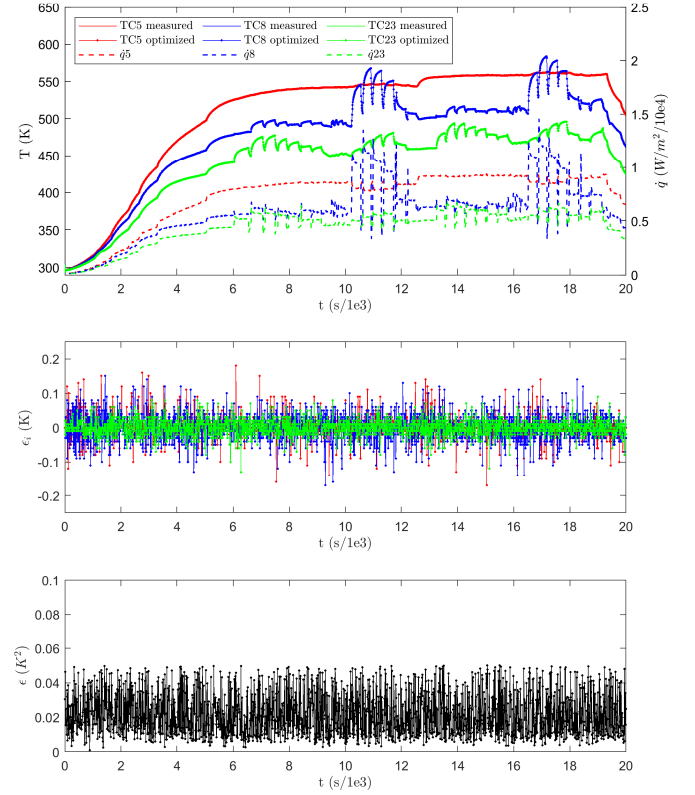 650
600
550
500
450
400
350
300
T (K)
TC5 measured TC8 measured TC23 measured
TC5 optimized TC8 optimized TC23 optimized
q̇5 q̇8 q̇23
2.5
2
1.5
1
0.5
0
q̇ (W/m²/10e4)
0 2 4 6 8 10 12 14 16 18 20
t (s/1e3)
0.2
0.1
0
-0.1
-0.2
ϵᵢ (K)
0 2 4 6 8 10 12 14 16 18 20
t (s/1e3)
0.1
0.08
0.06
0.04
0.02
0
ϵ (K²)
0 2 4 6 8 10 12 14 16 18 20
t (s/1e3)